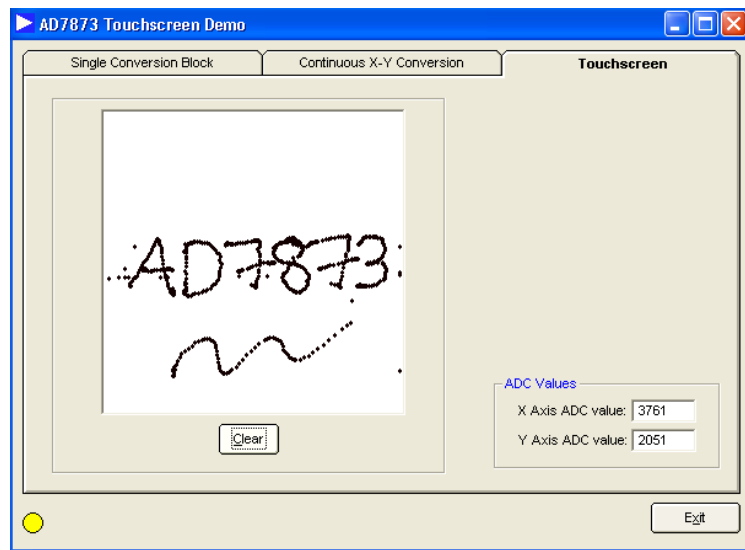 AD7873 Touchscreen Demo
Single Conversion Block Continuous X-Y Conversion Touchscreen
AD7873
Clear
ADC Values
X Axis ADC value: 3761
Y Axis ADC value: 2051
Exit